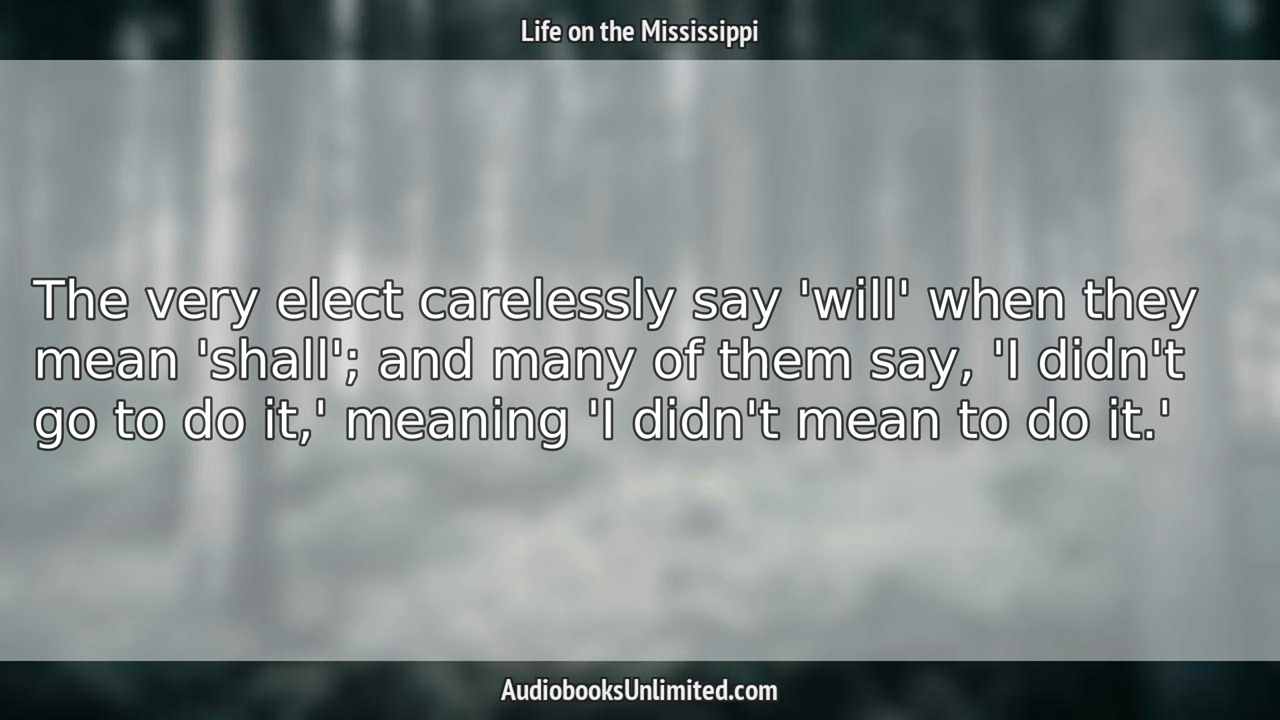 Life on the Mississippi
The very elect carelessly say 'will' when they
mean 'shall'; and many of them say, 'I didn't
go to do it,' meaning 'I didn't mean to do it.'
AudiobooksUnlimited.com